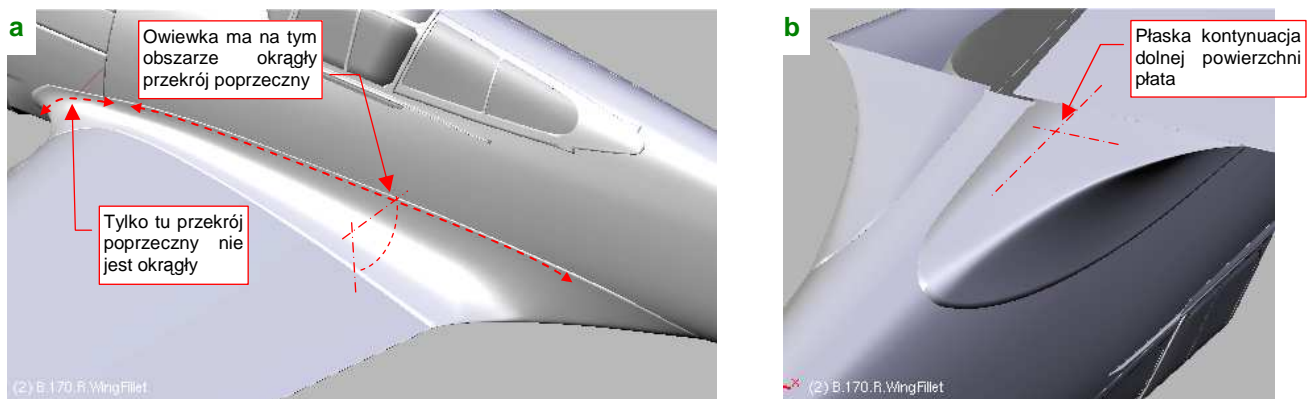 a
Owiewka ma na tym
obszarze okrągły
przekrój poprzeczny
Tylko tu przekrój
poprzeczny nie
jest okrągły
(2) B.170.R.WingFillet
b
Płaska kontynuacja
dolnej powierzchni
płata
x
(2) B.170.R.WingFillet